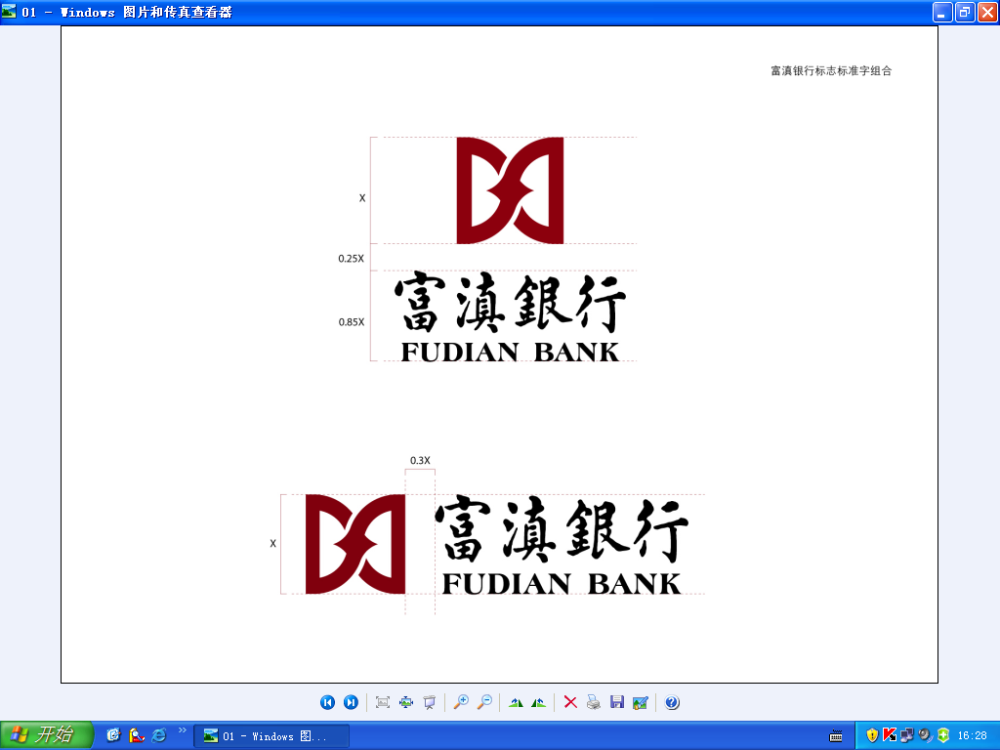 01 - Windows 图片和传真查看器
富滇银行标志标准字组合
X
0.25X
0.85X
富滇銀行
FUDIAN BANK
0.3X
X
富滇銀行
FUDIAN BANK
开始
01 - Windows 图...
16:28